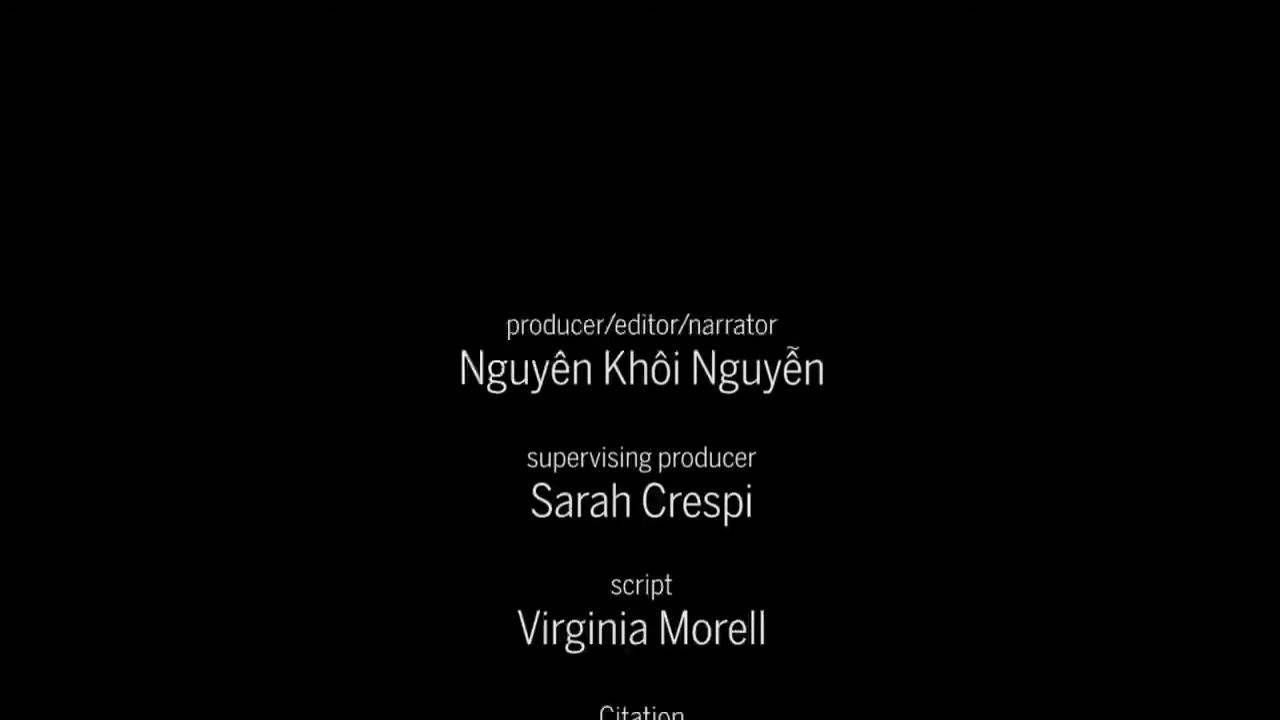 producer/editor/narrator
Nguyên Khôi Nguyễn
supervising producer
Sarah Crespi
script
Virginia Morell
Citation